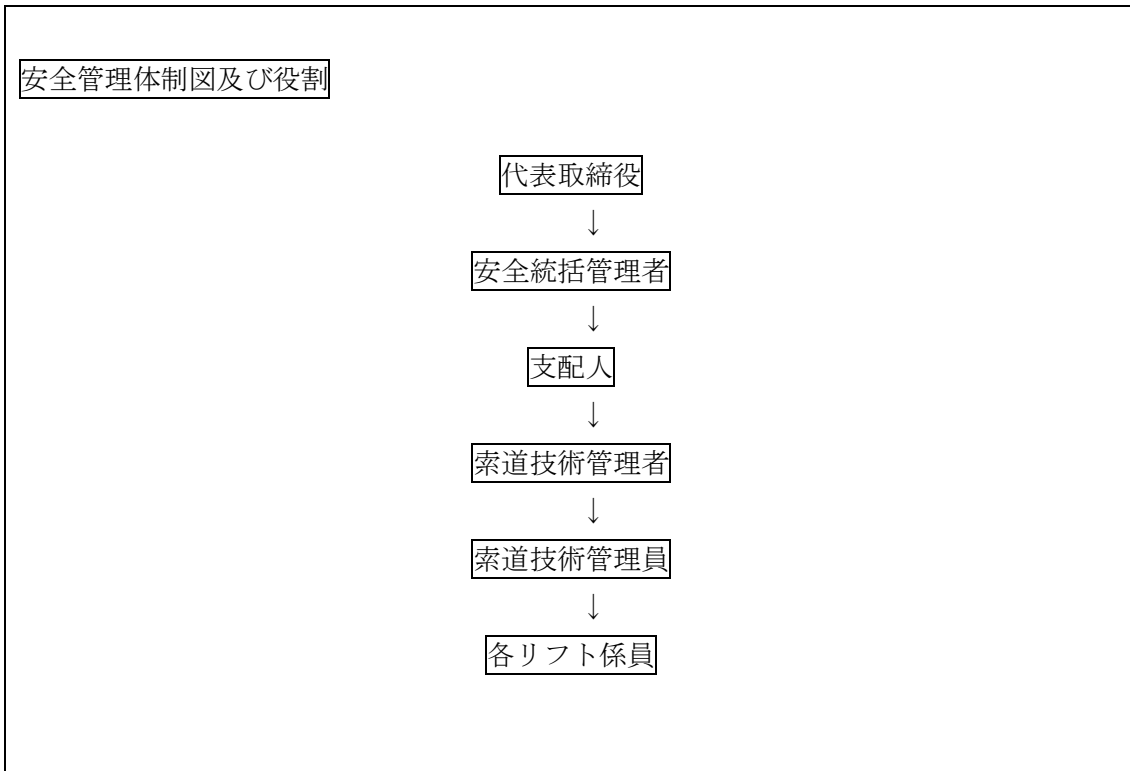 安全管理体制図及び役割
代表取締役
↓
安全統括管理者
↓
支配人
↓
索道技術管理者
↓
索道技術管理員
↓
各リフト係員